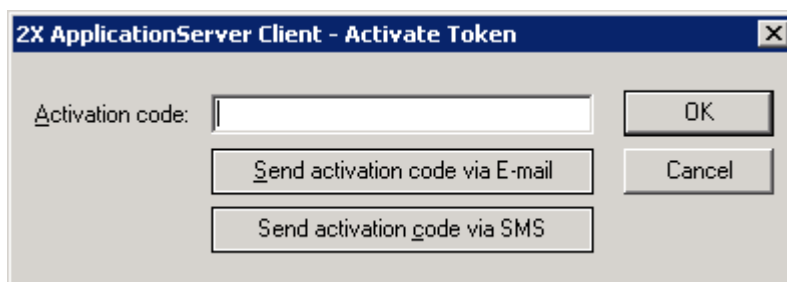 2X ApplicationServer Client - Activate Token
Activation code:
OK
Send activation code via E-mail
Cancel
Send activation code via SMS